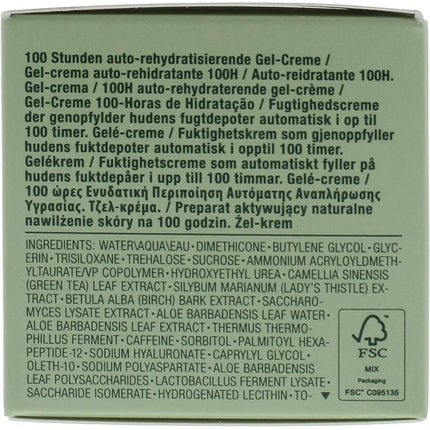 100 Stunden auto-rehydratisierende Gel-Creme /
Gel-crema auto-rehidratante 100H / Auto-reidratante 100H.
Gel-crema / 100H auto-rehydraterende gel-crème /
Gel-Creme 100-Horas de Hidratação / Fugtighedscreme
der genopfylder hudens fugtdepoter automatisk i op til
100 timer. Gelé-creme / Fuktighetskrem som gjenoppfyller
hudens fuktdepoter automatisk i opptil 100 timer.
Gelékrem / Fuktighetscreme som automatiskt fyller på
hudens fuktdepåer i upp till 100 timmar. Gelé-creme /
100 ώρες Ενυδατική Περιποίηση Αυτόματης Αναπλήρωσης
Υγρασίας. Τζελ-κρέμα. / Preparat aktywujący naturalne
nawilżenie skóry na 100 godzin. Żel-krem
INGREDIENTS: WATER\AQUA\EAU • DIMETHICONE • BUTYLENE GLYCOL • GLYC-
ERIN • TRISILOXANE • TREHALOSE • SUCROSE • AMMONIUM ACRYLOYLDMETH-
YLTAURATE/VP COPOLYMER • HYDROXYETHYL UREA • CAMELLIA SINENSIS
(GREEN TEA) LEAF EXTRACT • SILYBUM MARIANUM (LADY'S THISTLE) EX-
TRACT • BETULA ALBA (BIRCH) BARK EXTRACT • SACCHARO-
MYCES LYSATE EXTRACT • ALOE BARBADENSIS LEAF WATER •
ALOE BARBADENSIS LEAF EXTRACT • THERMUS THERMO-
PHILLUS FERMENT • CAFFEINE • SORBITOL • PALMITOYL HEXA-
PEPTIDE-12 • SODIUM HYALURONATE • CAPRYLYL GLYCOL •
OLETH-10 • SODIUM POLYASPARTATE • ALOE BARBADENSIS
LEAF POLYSACCHARIDES • LACTOBACILLUS FERMENT LYSATE •
SACCHARIDE ISOMERATE • HYDROGENATED LECITHIN • TO- ▼
FSC
MIX
Packaging
FSC™ C095135